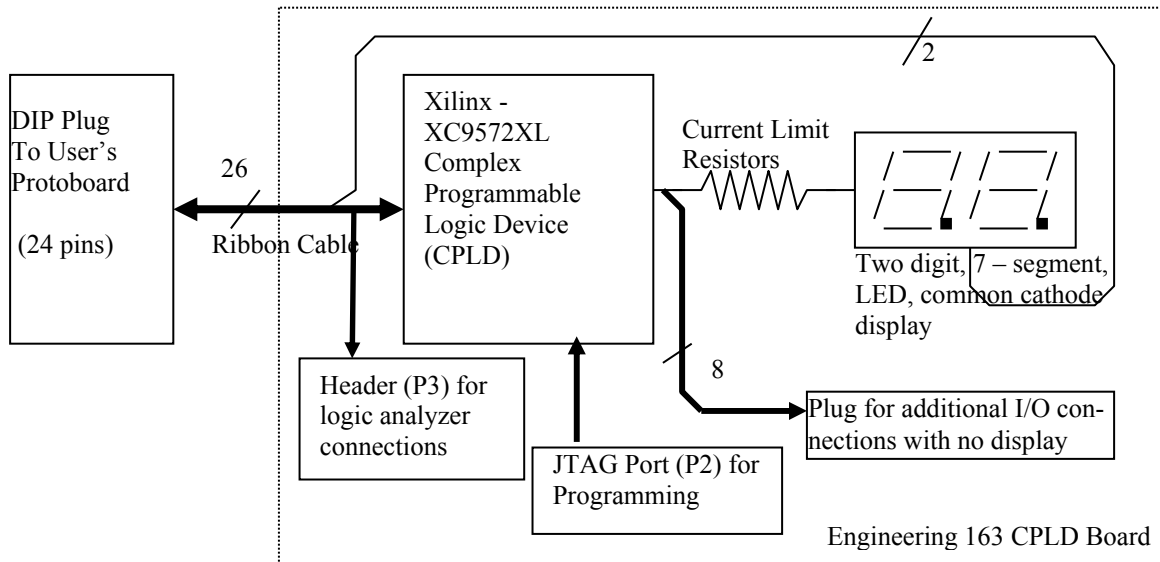 2
DIP Plug
To User's
Protoboard
(24 pins)
26
Ribbon Cable
Xilinx -
XC9572XL
Complex
Programmable
Logic Device
(CPLD)
Current Limit
Resistors
Two digit, 7 – segment,
LED, common cathode
display
8
Header (P3) for
logic analyzer
connections
JTAG Port (P2) for
Programming
Plug for additional I/O con-
nections with no display
Engineering 163 CPLD Board